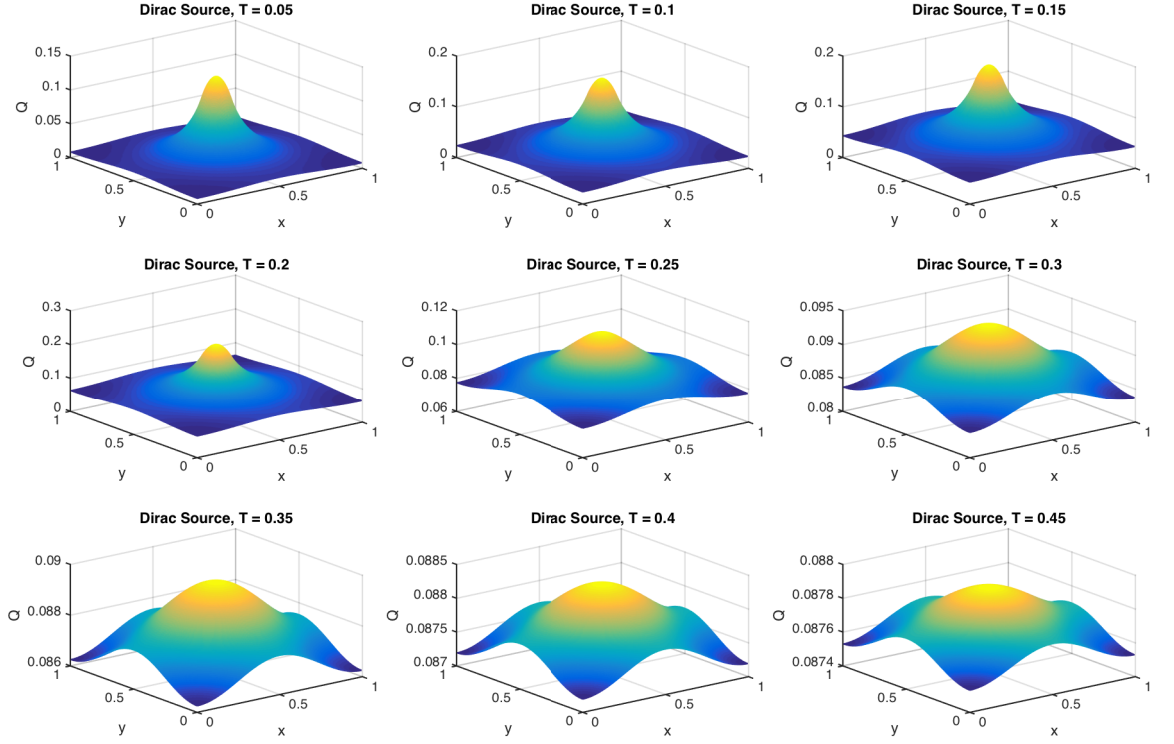 Dirac Source, T = 0.05
0.15
0.1
0.05
0
Q
1
0.5
0
y
0
0.5
1
x
Dirac Source, T = 0.1
0.2
0.1
0
Q
1
0.5
0
y
0
0.5
1
x
Dirac Source, T = 0.15
0.2
0.1
0
Q
1
0.5
0
y
0
0.5
1
x
Dirac Source, T = 0.2
0.3
0.2
0.1
0
Q
1
0.5
0
y
0
0.5
1
x
Dirac Source, T = 0.25
0.12
0.1
0.08
0.06
Q
1
0.5
0
y
0
0.5
1
x
Dirac Source, T = 0.3
0.095
0.09
0.085
0.08
Q
1
0.5
0
y
0
0.5
1
x
Dirac Source, T = 0.35
0.09
0.088
0.086
Q
1
0.5
0
y
0
0.5
1
x
Dirac Source, T = 0.4
0.0885
0.088
0.0875
0.087
Q
1
0.5
0
y
0
0.5
1
x
Dirac Source, T = 0.45
0.088
0.0878
0.0876
0.0874
Q
1
0.5
0
y
0
0.5
1
x